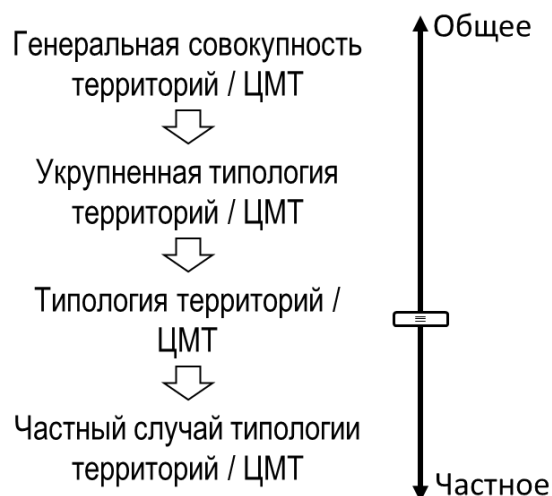 Общее
Генеральная совокупность
территорий / ЦМТ
Укрупненная типология
территорий / ЦМТ
Типология территорий /
ЦМТ
Частный случай типологии
территорий / ЦМТ
Частное